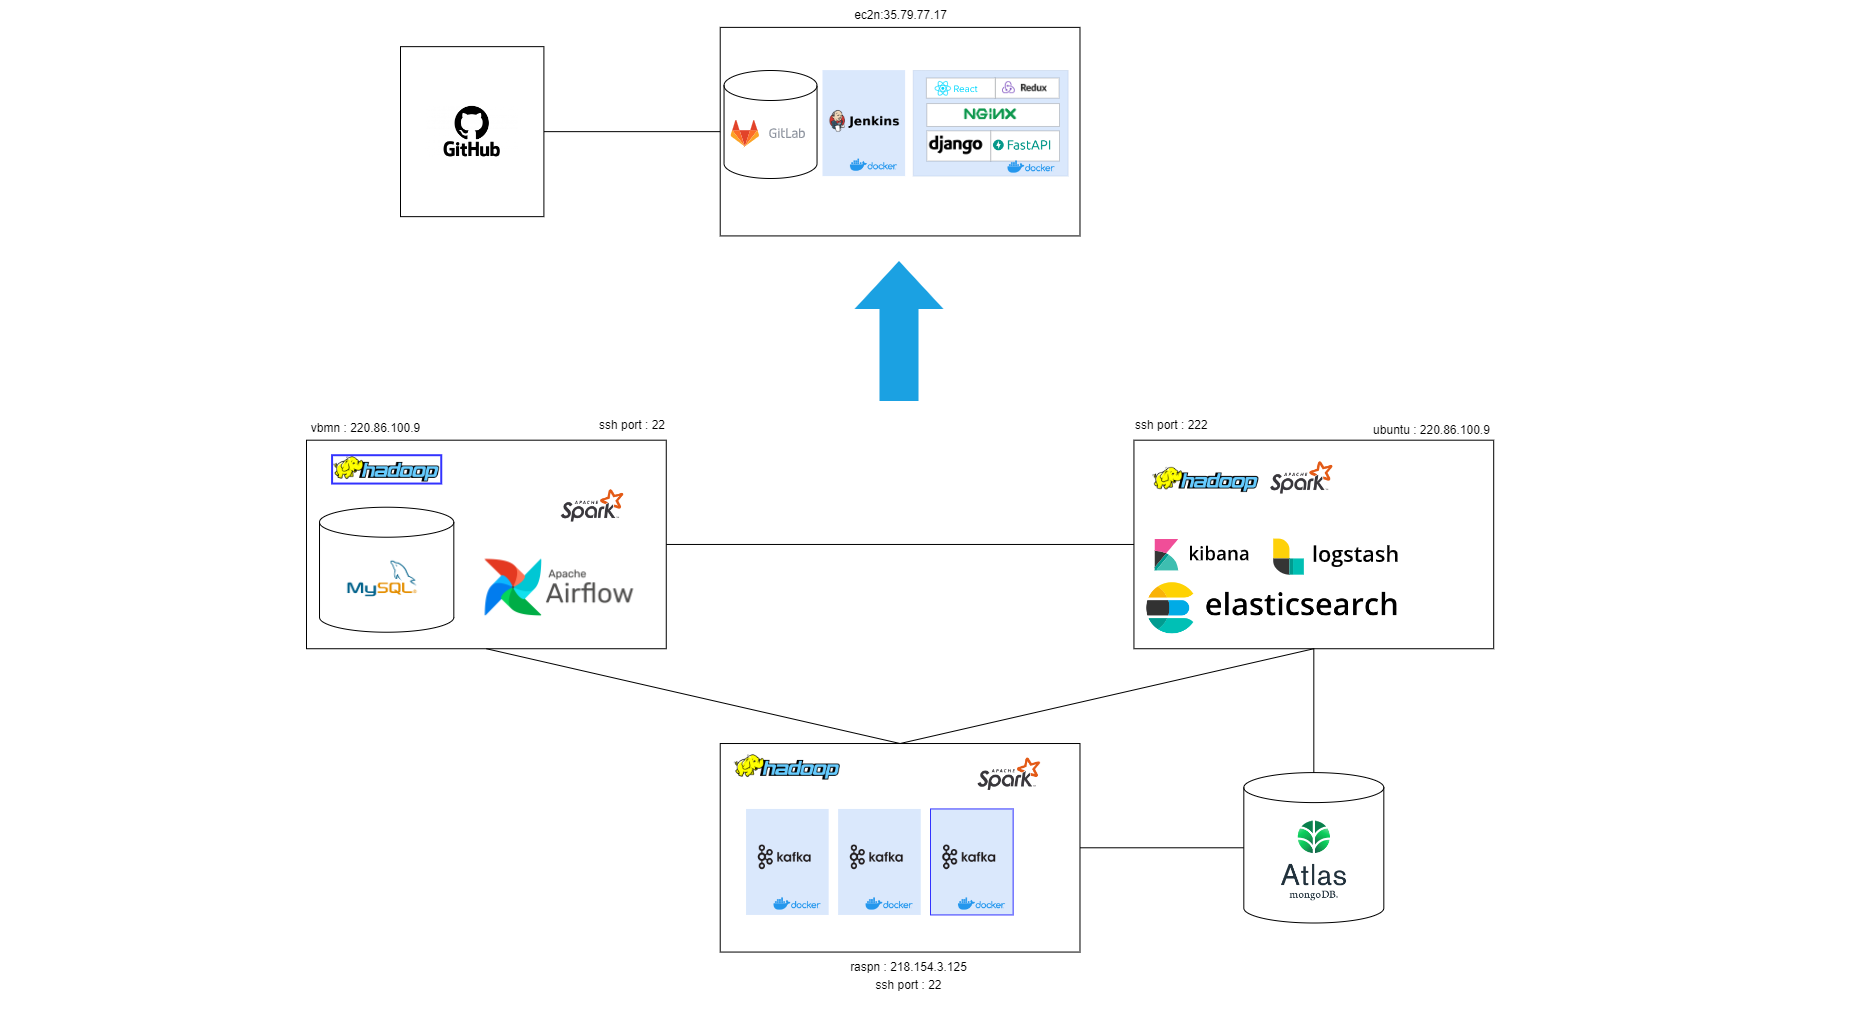 ec2n:35.79.77.17
GitHub
GitLab
Jenkins
docker
React
Redux
NGINX
django
FastAPI
docker
vbmn : 220.86.100.9
ssh port : 22
hadoop
APACHE
Spark
MySQL
Apache
Airflow
ssh port : 222
ubuntu : 220.86.100.9
hadoop
APACHE
Spark
kibana
logstash
elasticsearch
hadoop
APACHE
Spark
kafka
docker
kafka
docker
kafka
docker
Atlas
mongoDB.
raspn : 218.154.3.125
ssh port : 22